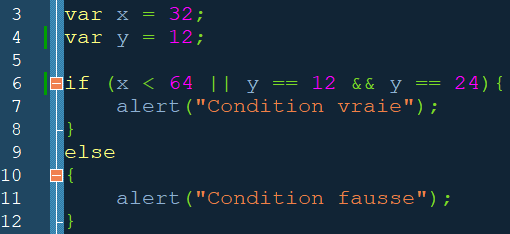 3 var x = 32;
4 var y = 12;
5
6 if (x < 64 || y == 12 && y == 24){
7 alert("Condition vraie");
8 }
9 else
10 {
11 alert("Condition fausse");
12 }